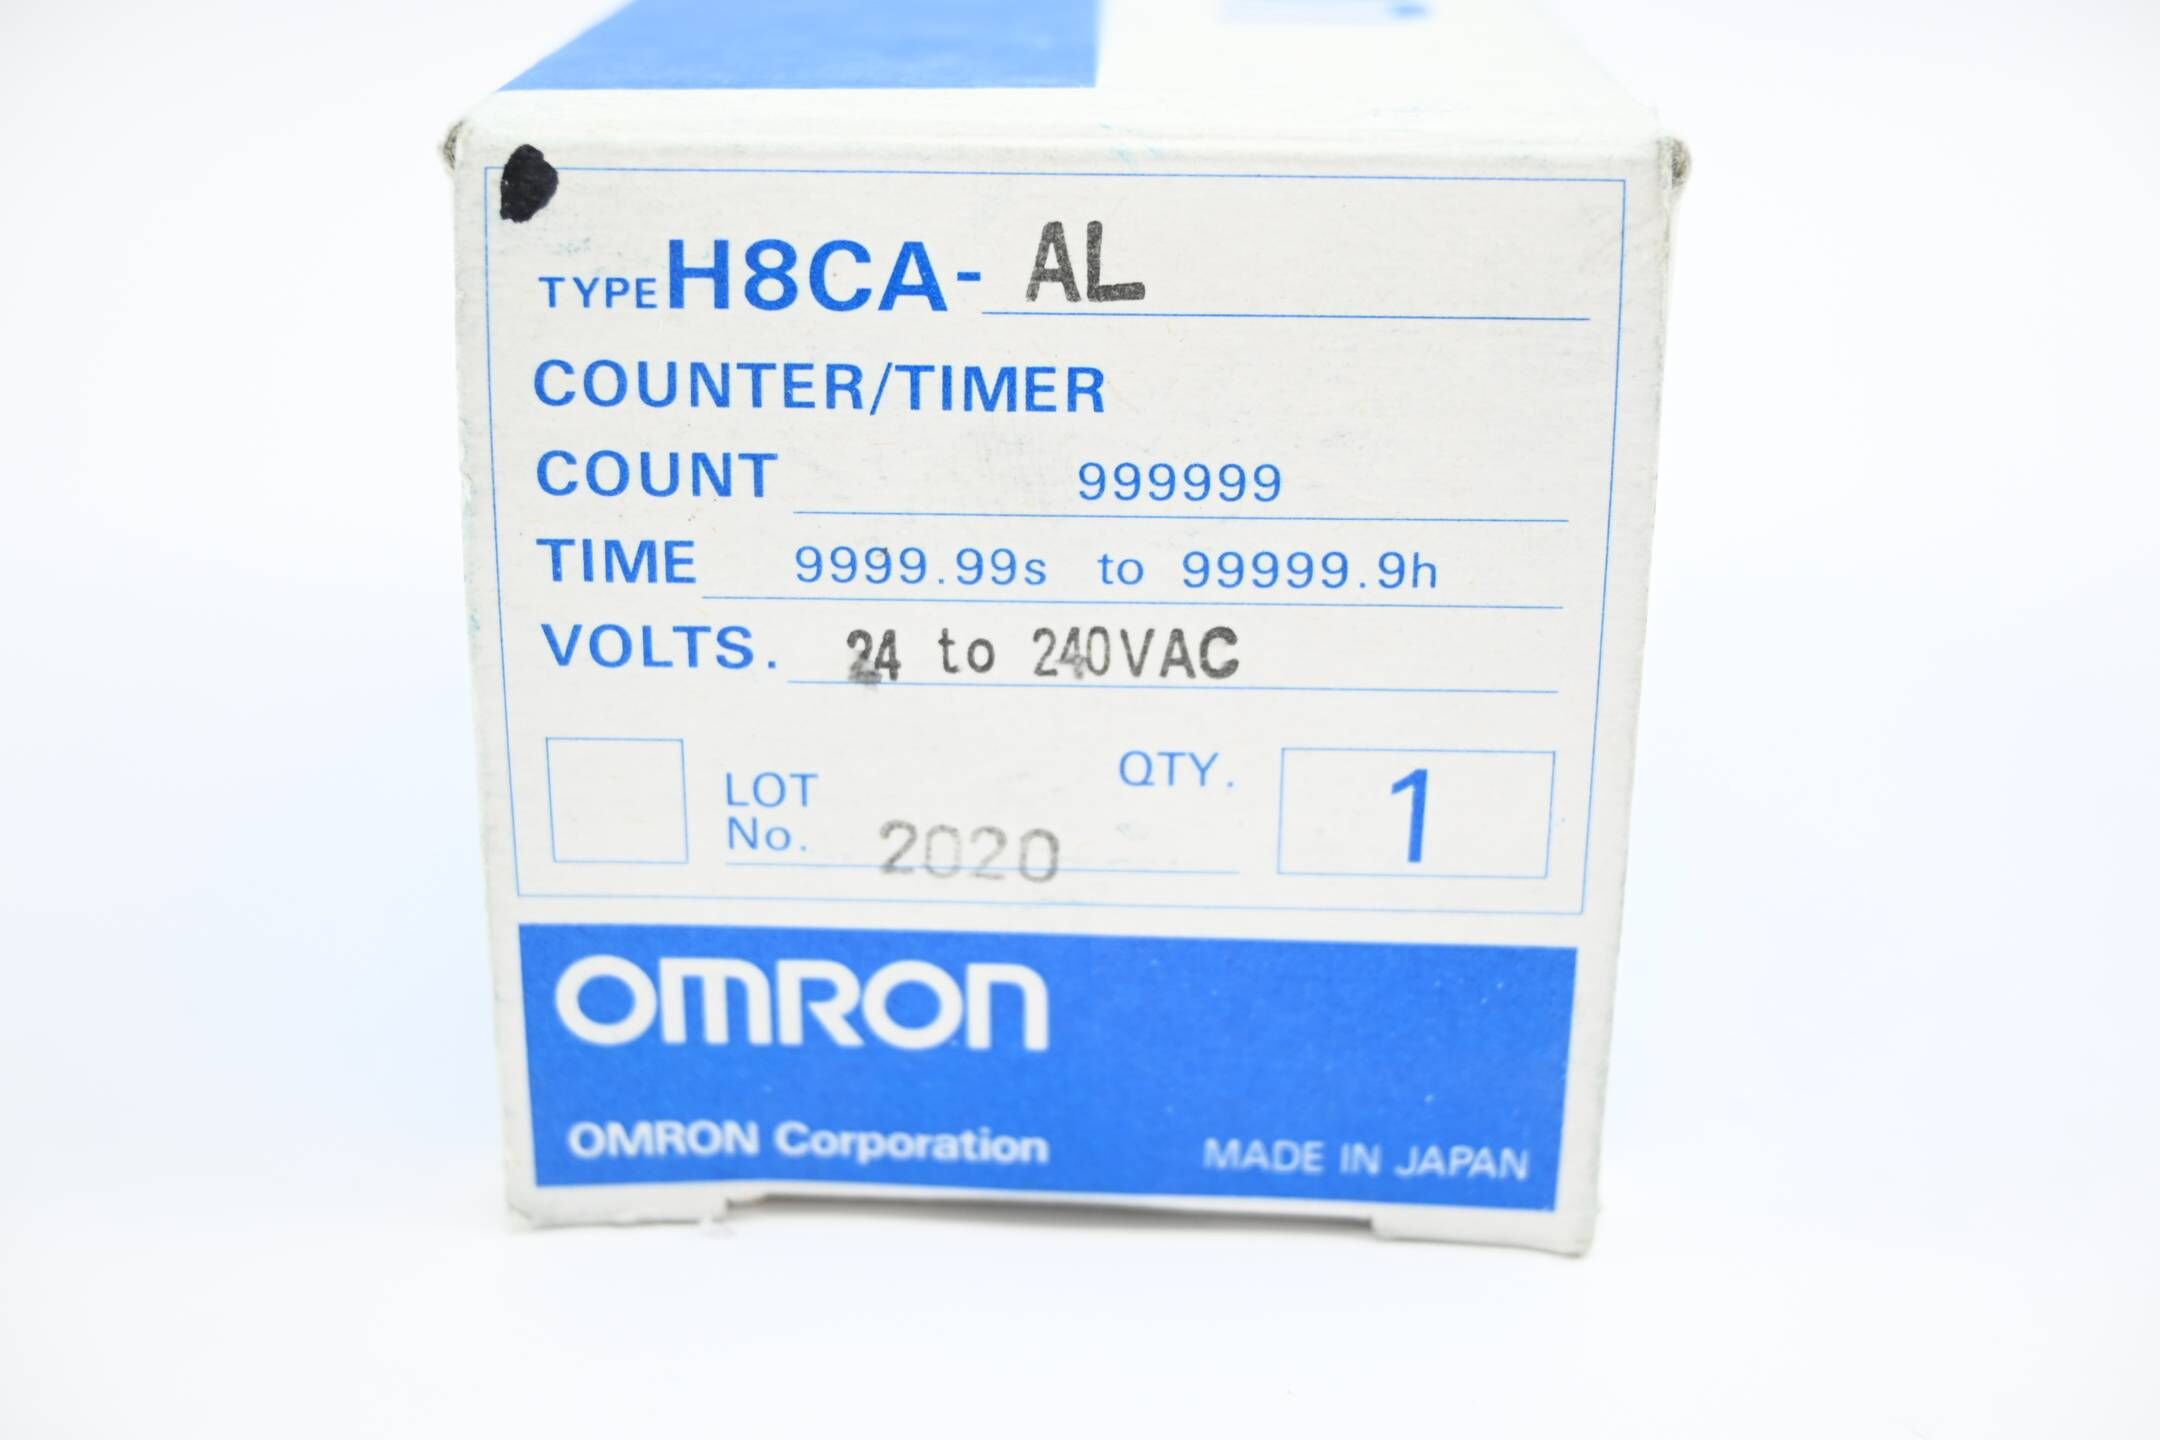 TYPE H8CA- AL
COUNTER/TIMER
COUNT 999999
TIME 9999.99s to 99999.9h
VOLTS. 24 to 240VAC
LOT No. 2020 QTY. 1
OMRON
OMRON Corporation MADE IN JAPAN